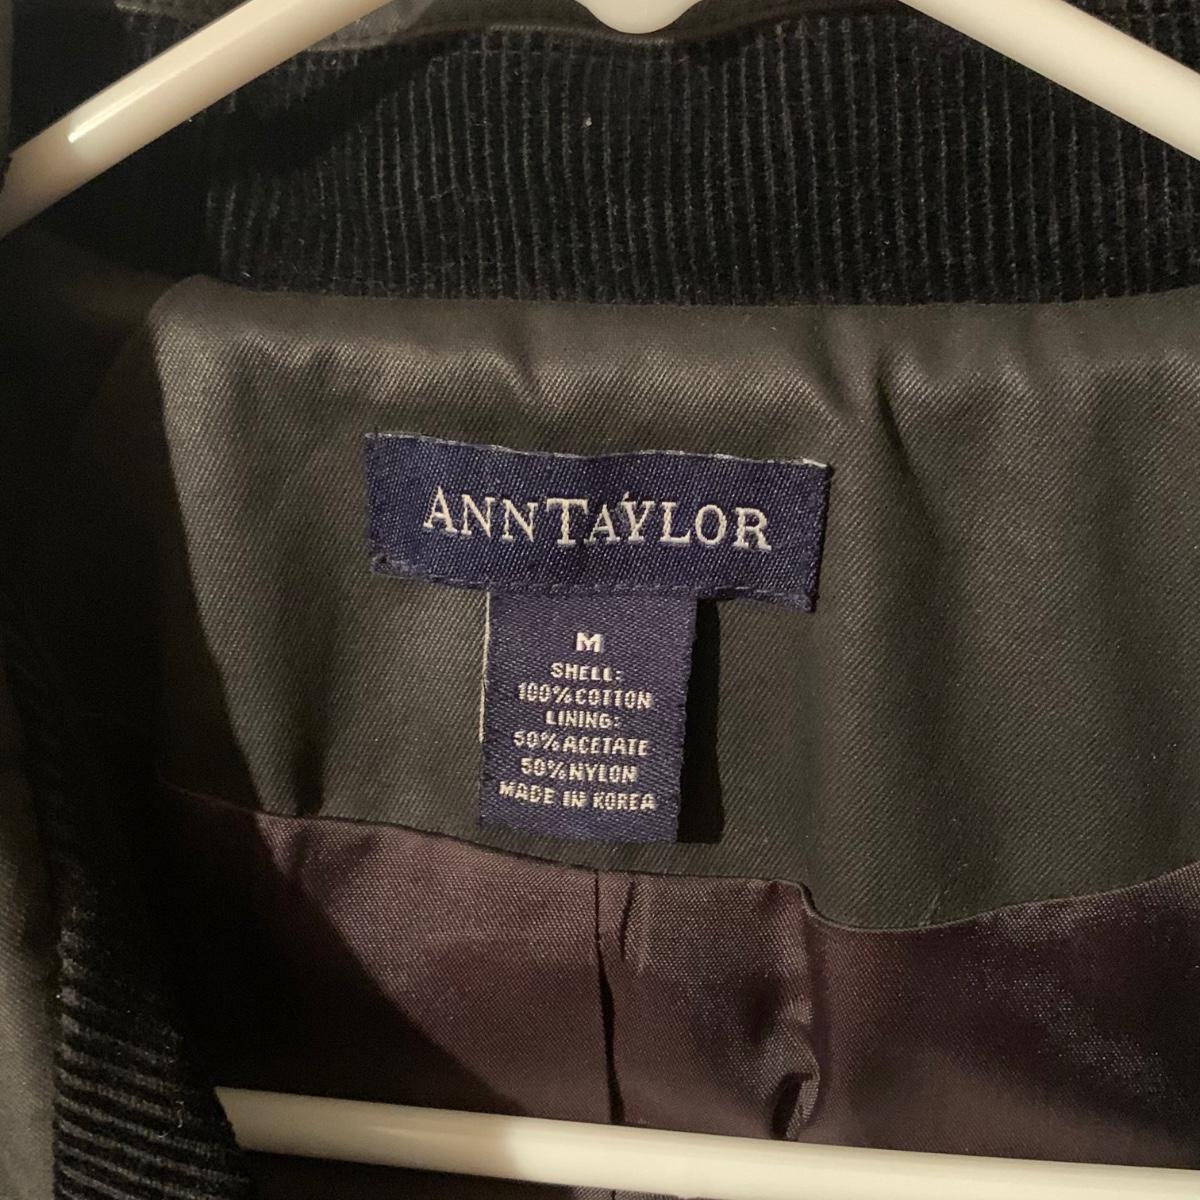 ANNTAYLOR
M
SHELL:
100%COTTON
LINING:
50%ACETATE
50%NYLON
MADE IN KOREA